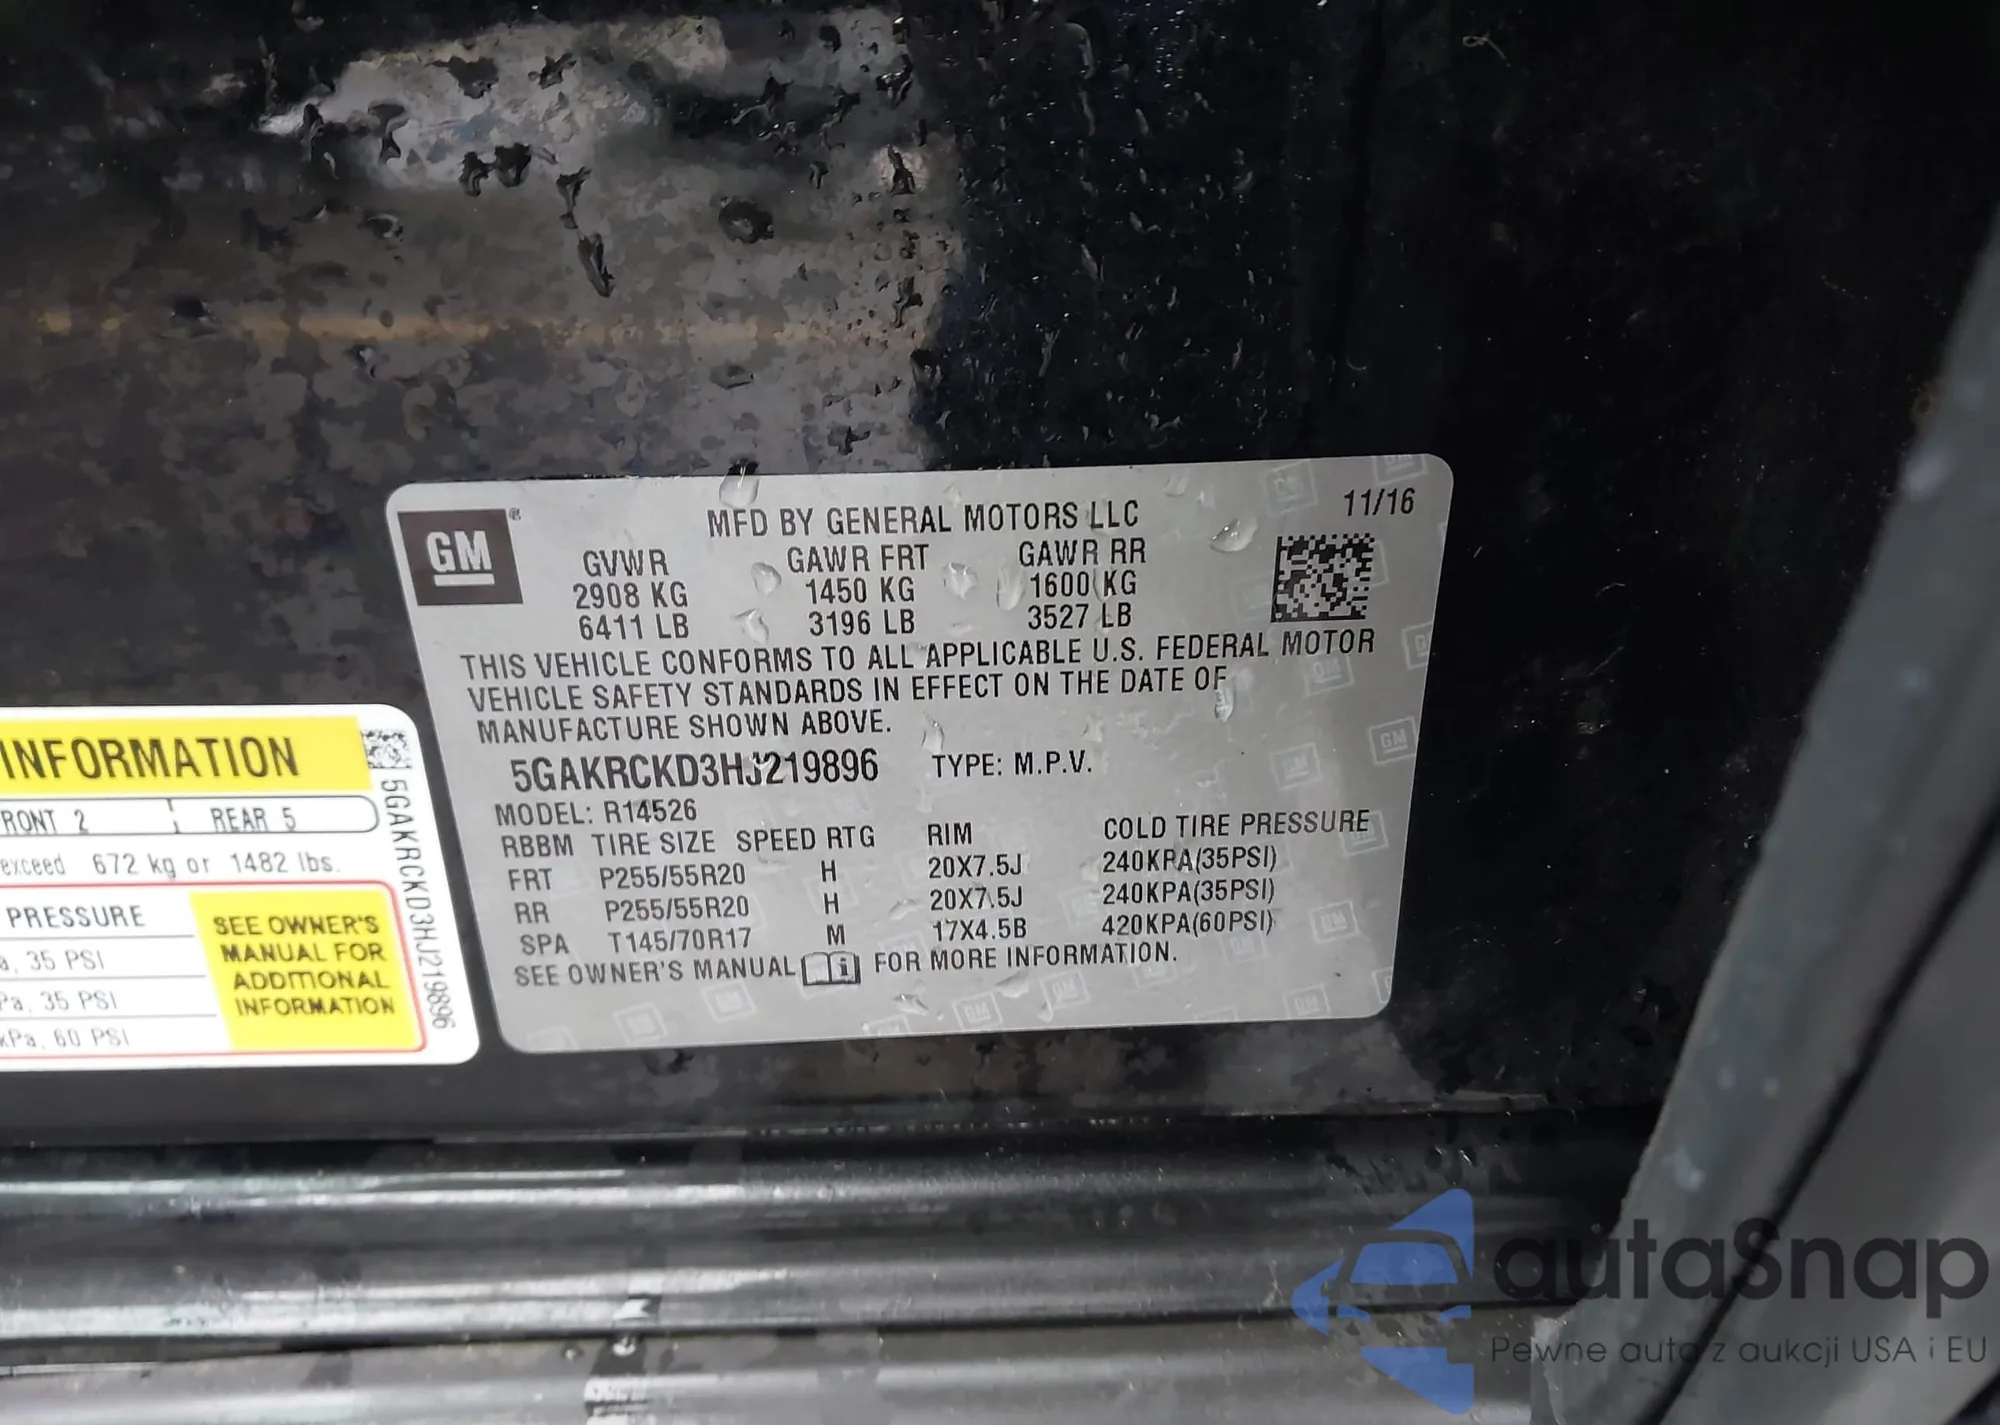 GM®
MFD BY GENERAL MOTORS LLC
11/16
GVWR GAWR FRT GAWR RR
2908 KG 1450 KG 1600 KG
6411 LB 3196 LB 3527 LB
THIS VEHICLE CONFORMS TO ALL APPLICABLE U.S. FEDERAL MOTOR
VEHICLE SAFETY STANDARDS IN EFFECT ON THE DATE OF
MANUFACTURE SHOWN ABOVE.
5GAKRCKD3HJ219896 TYPE: M.P.V.
MODEL: R14526
RBBM TIRE SIZE SPEED RTG RIM COLD TIRE PRESSURE
FRT P255/55R20 H 20X7.5J 240KPA(35PSI)
RR P255/55R20 H 20X7.5J 240KPA(35PSI)
SPA T145/70R17 M 17X4.5B 420KPA(60PSI)
SEE OWNER'S MANUAL FOR MORE INFORMATION.
INFORMATION
RONT 2 REAR 5
exceed 672 kg or 1482 lbs.
PRESSURE
a, 35 PSI
Pa, 35 PSI
kPa, 60 PSI
SEE OWNER'S
MANUAL FOR
ADDITIONAL
INFORMATION
5GAKRCKD3HJ219896
autaSnap
Pewne auto z aukcji USA i EU